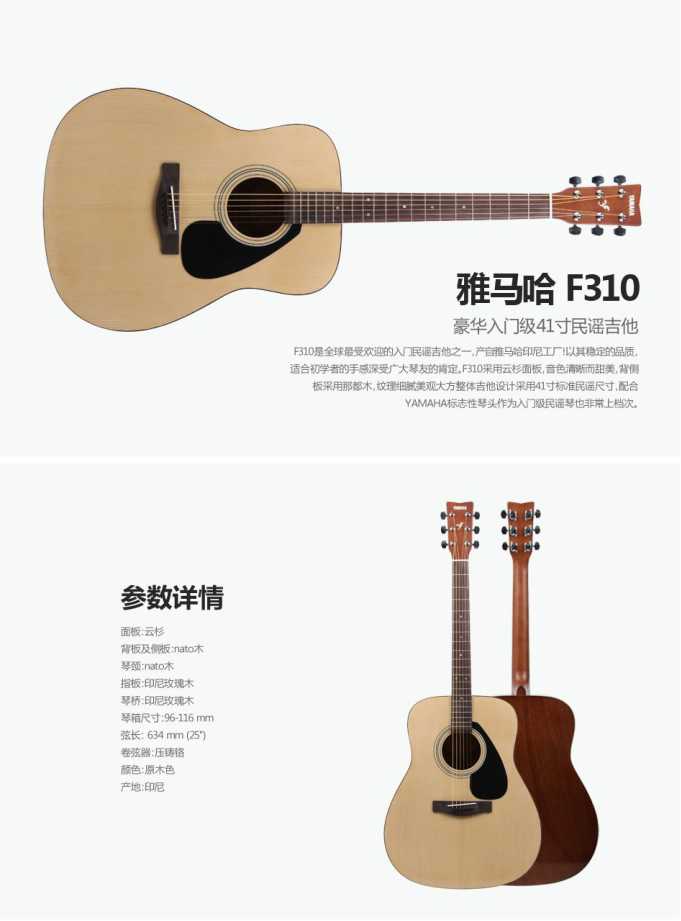 YAMAHA
雅马哈 F310
豪华入门级41寸民谣吉他
F310是全球最受欢迎的入门民谣吉他之一,产自雅马哈印尼工厂!以其稳定的品质,
适合初学者的手感深受广大琴友的肯定。F310采用云杉面板,音色清晰而甜美,背侧
板采用那都木,纹理细腻美观大方整体吉他设计采用41寸标准民谣尺寸,配合
YAMAHA标志性琴头作为入门级民谣琴也非常上档次。
YAMAHA
参数详情
面板:云杉
背板及侧板:nato木
琴颈:nato木
指板:印尼玫瑰木
琴桥:印尼玫瑰木
琴箱尺寸:96-116 mm
弦长: 634 mm (25")
卷弦器:压铸铬
颜色:原木色
产地:印尼